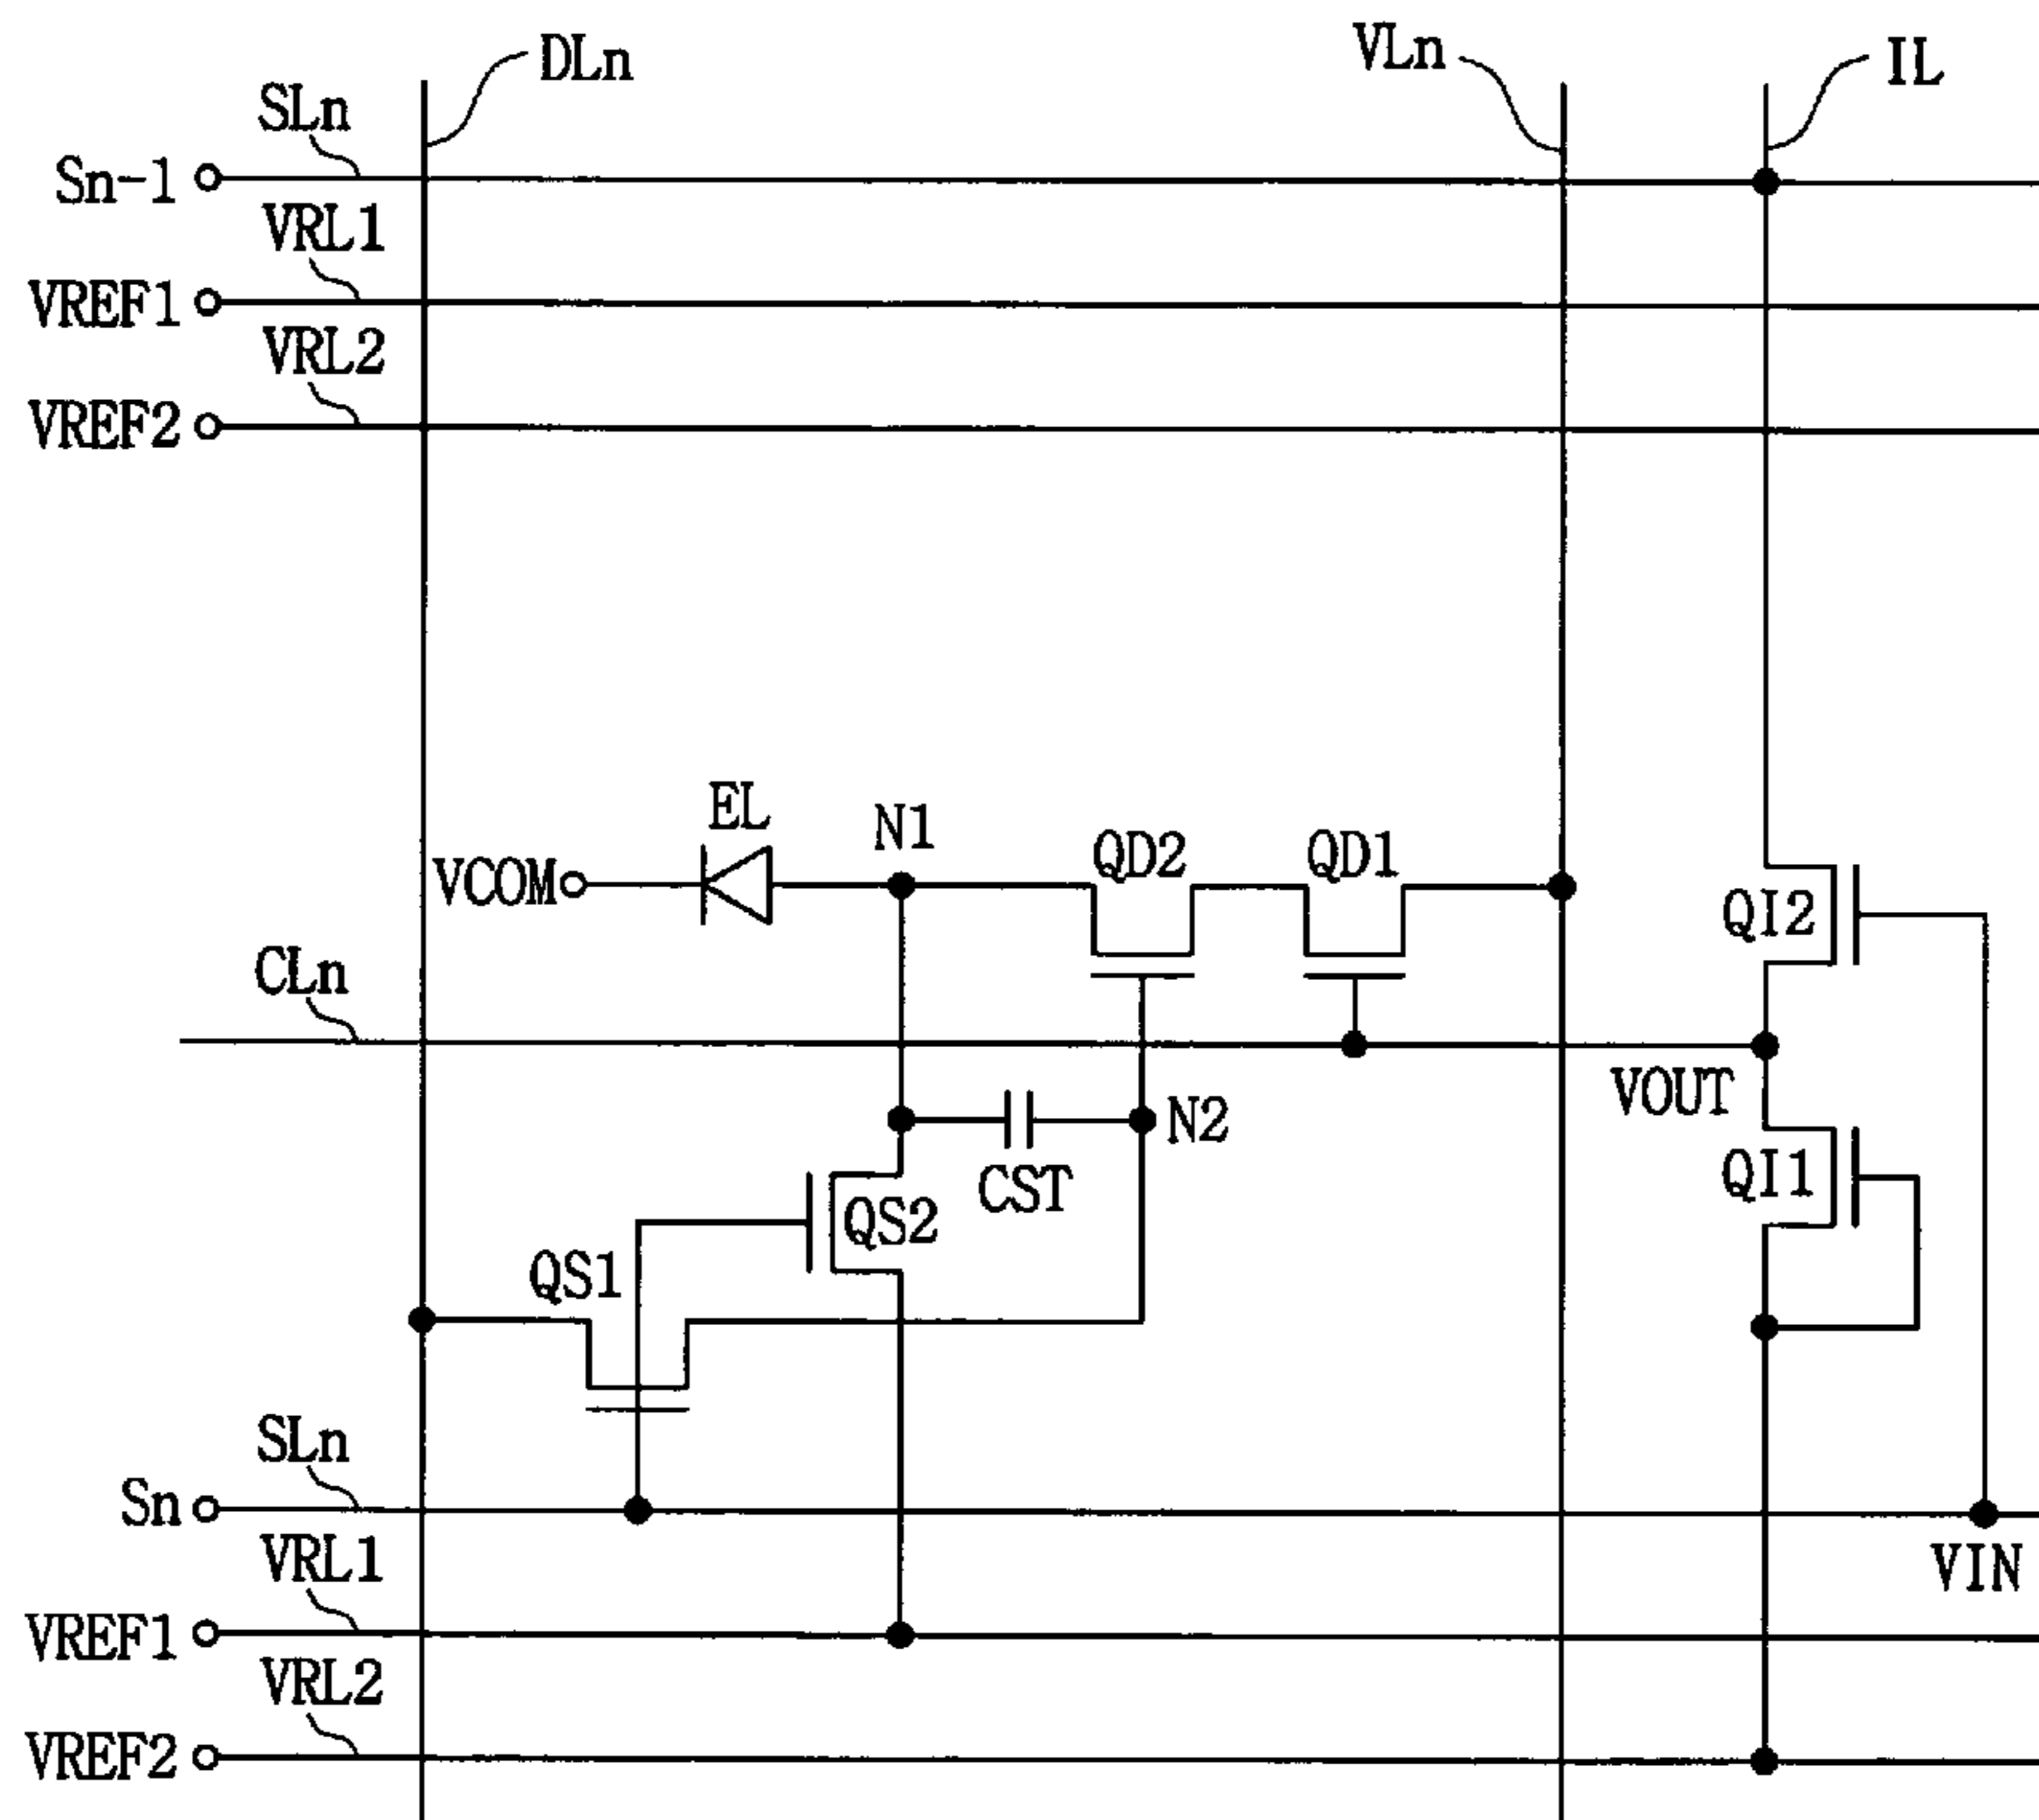 DLn
VLn
IL
SLn
Sn-1
VRL1
VREF1
VRL2
VREF2
EL
N1
QD2
QD1
VCOM
QI2
CLn
VOUT
N2
CST
QI1
QS2
QS1
SLn
Sn
VRL1
VIN
VREF1
VRL2
VREF2